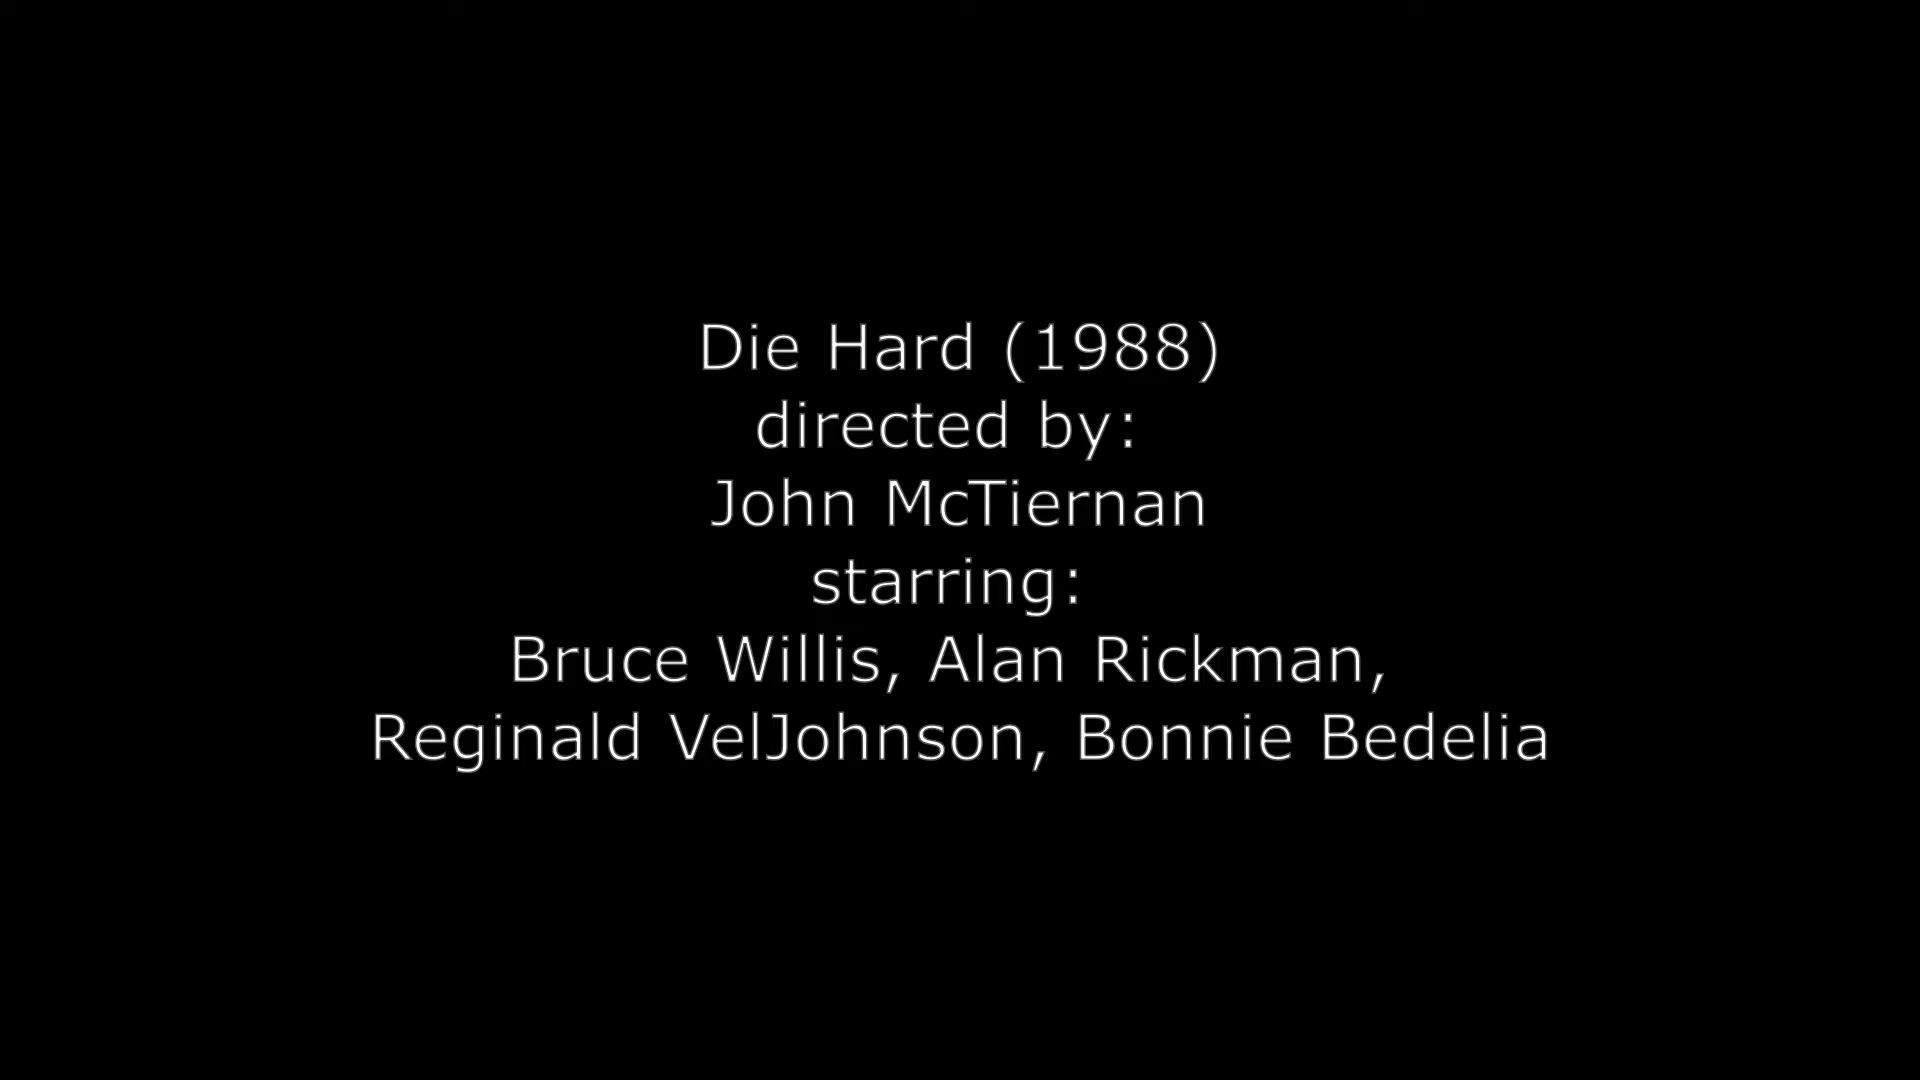 Die Hard (1988)
directed by:
John McTiernan
starring:
Bruce Willis, Alan Rickman,
Reginald VelJohnson, Bonnie Bedelia